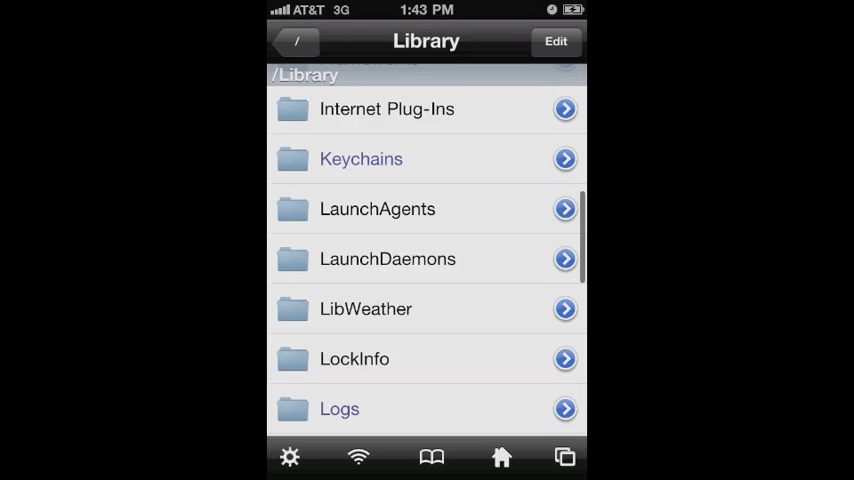 AT&T 3G 1:43 PM
/ Library Edit
/Library
Internet Plug-Ins
Keychains
LaunchAgents
LaunchDaemons
LibWeather
LockInfo
Logs